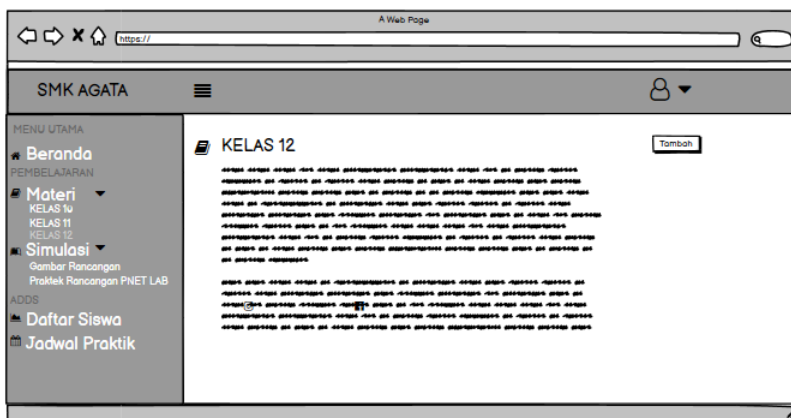 A Web Page
https://
SMK AGATA
MENU UTAMA
Beranda
PEMBELAJARAN
Materi
KELAS 10
KELAS 11
KELAS 12
Simulasi
Gambar Rancangan
Praktek Rancangan PNET LAB
ADDS
Daftar Siswa
Jadwal Praktik
KELAS 12
Tambah